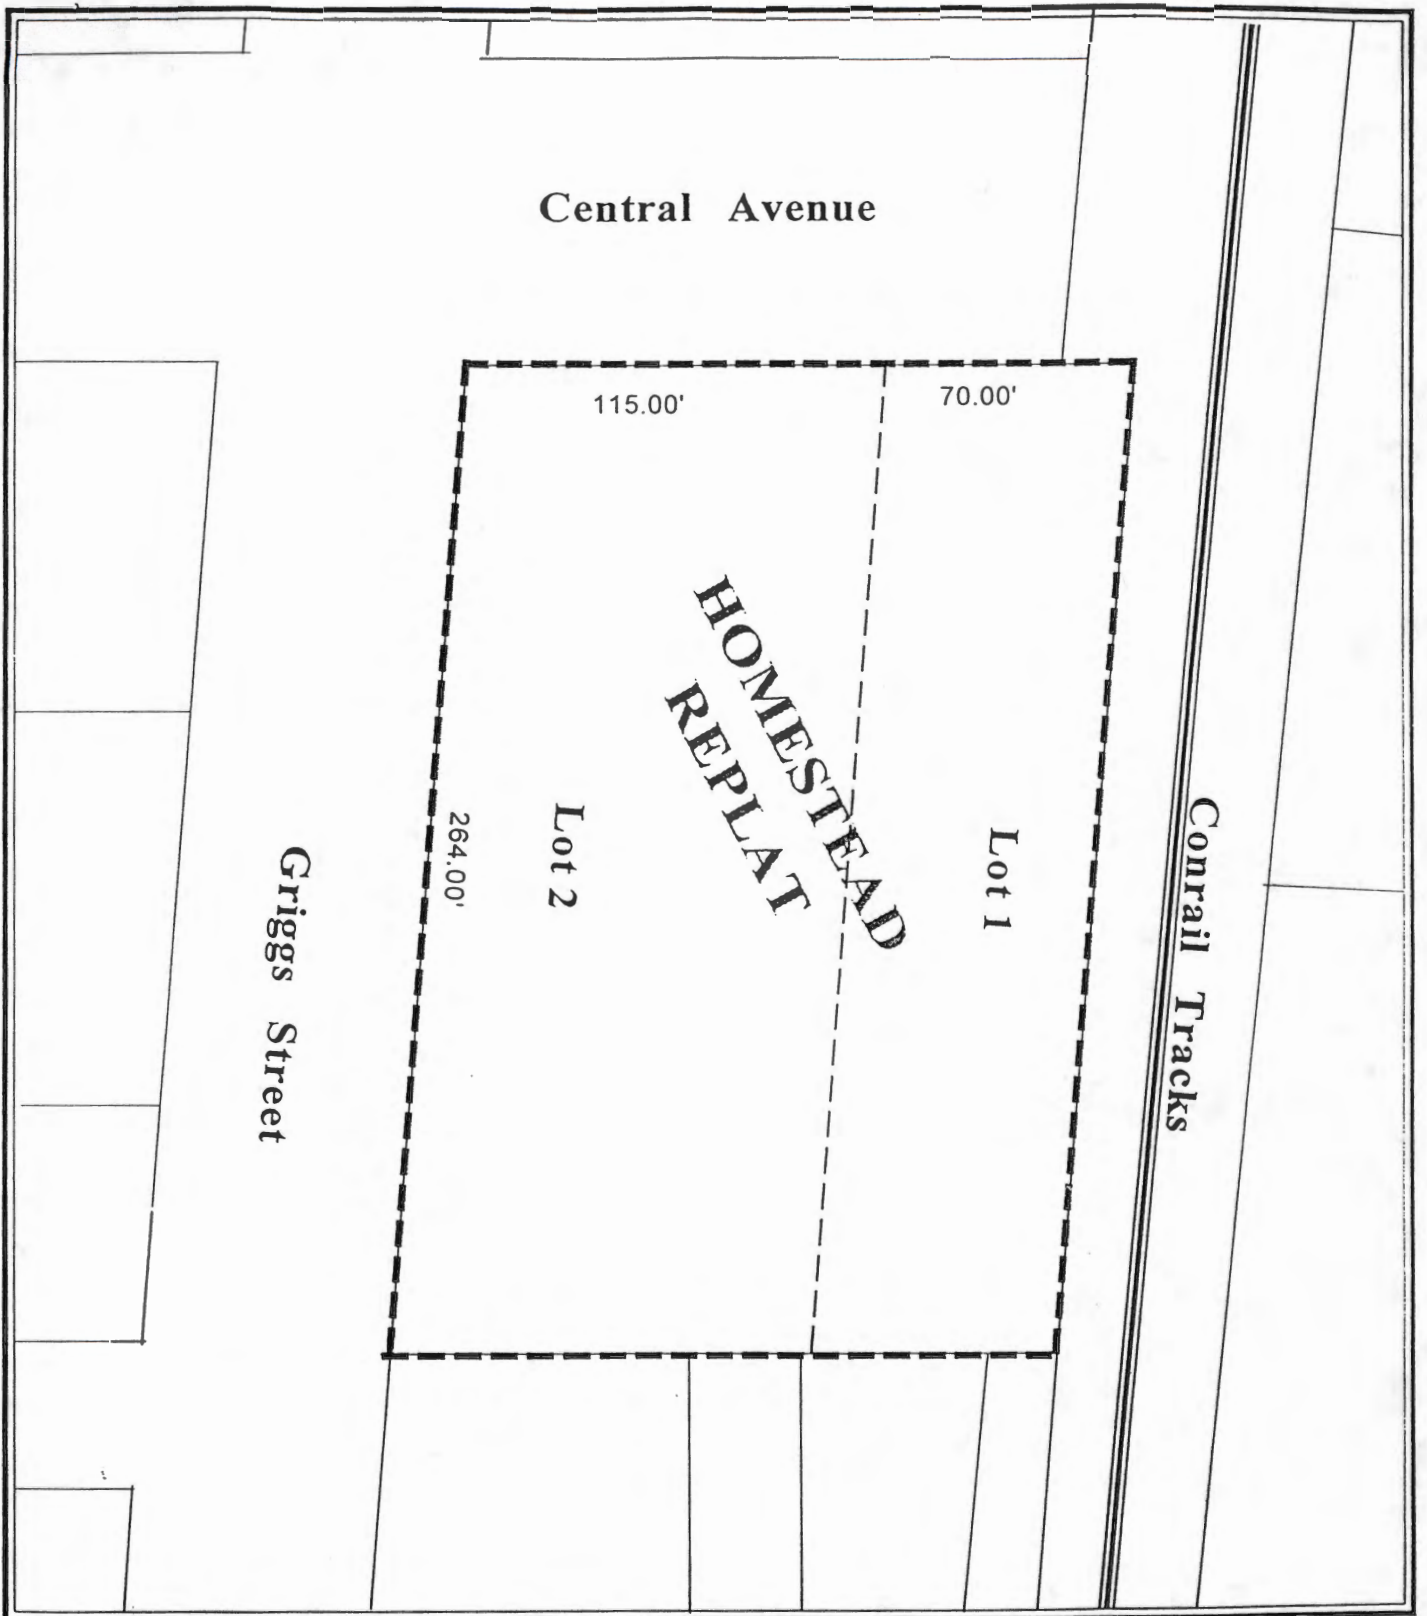 Central Avenue
115.00'
70.00'
HOMESTEAD
REPLAT
Lot 1
Lot 2
264.00'
Griggs Street
Conrail Tracks